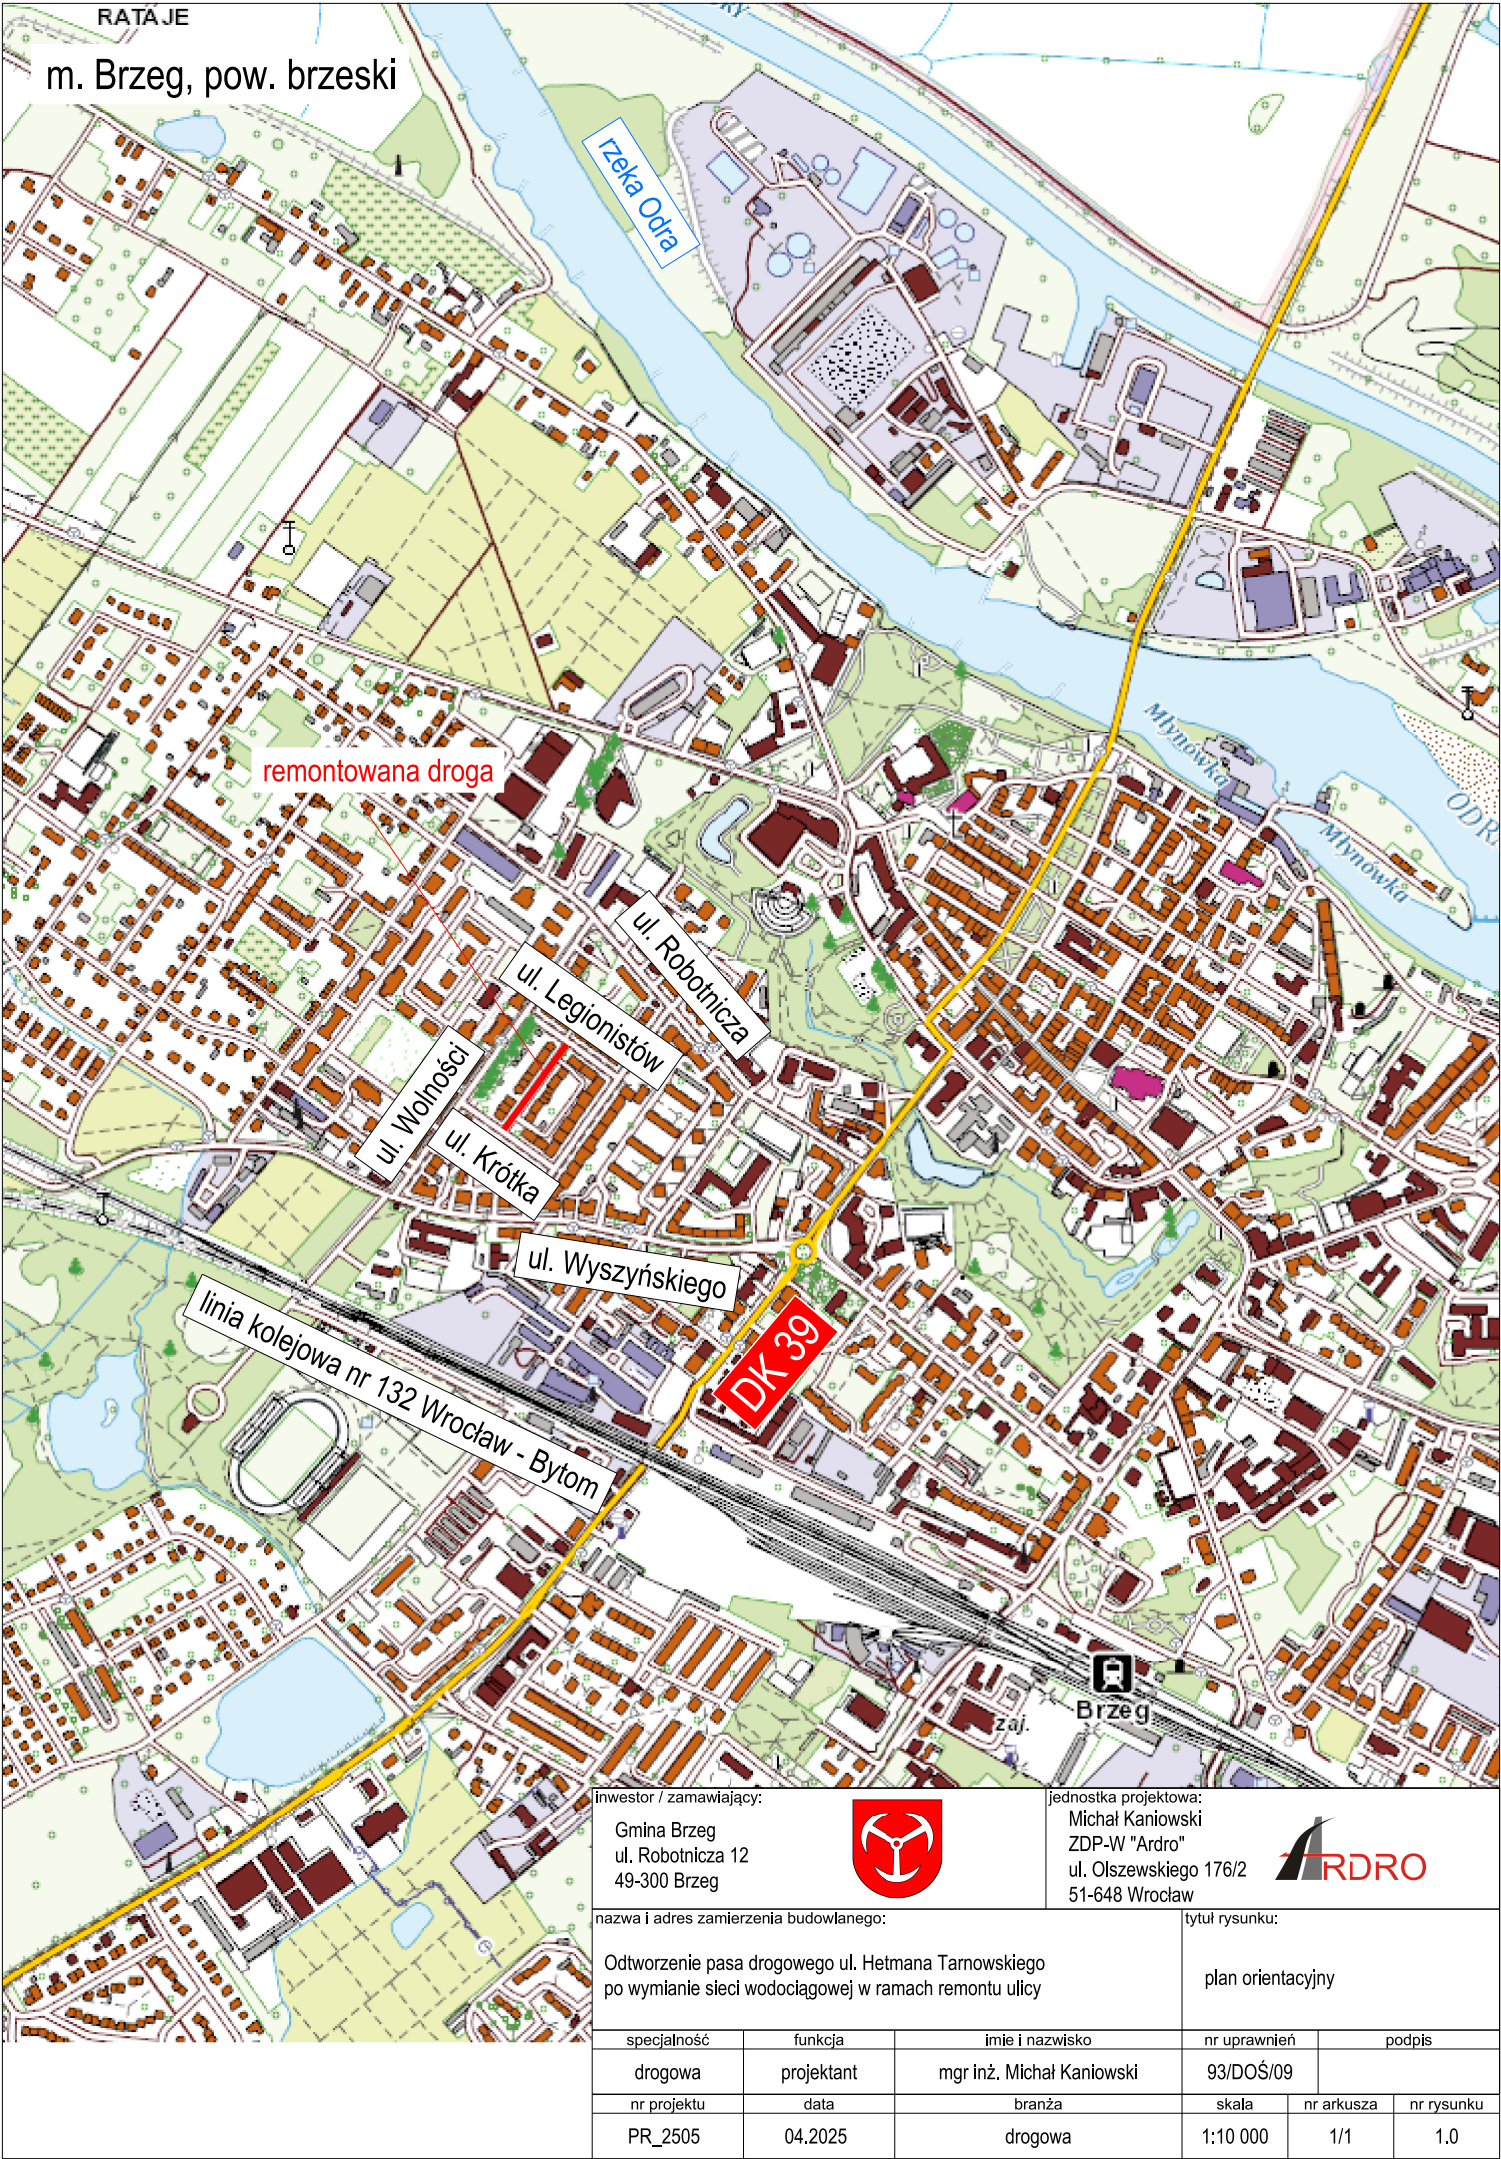 RATAJE
m. Brzeg, pow. brzeski
rzeka Odra
Młynówka
Młynówka
remontowana droga
ul. Robotnicza
ul. Legionistów
ul. Wolności
ul. Krótka
ul. Wyszyńskiego
DK 39
linia kolejowa nr 132 Wrocław - Bytom
Brzeg
zaj.
inwestor / zamawiający:
Gmina Brzeg
ul. Robotnicza 12
49-300 Brzeg
jednostka projektowa:
Michał Kaniowski
ZDP-W "Ardro"
ul. Olszewskiego 176/2
51-648 Wrocław
ARDRO
nazwa i adres zamierzenia budowlanego:
Odtworzenie pasa drogowego ul. Hetmana Tarnowskiego
po wymianie sieci wodociągowej w ramach remontu ulicy
tytuł rysunku:
plan orientacyjny
specjalność funkcja imie i nazwisko nr uprawnień podpis
drogowa projektant mgr inż. Michał Kaniowski 93/DOŚ/09
nr projektu data branża skala nr arkusza nr rysunku
PR_2505 04.2025 drogowa 1:10 000 1/1 1.0